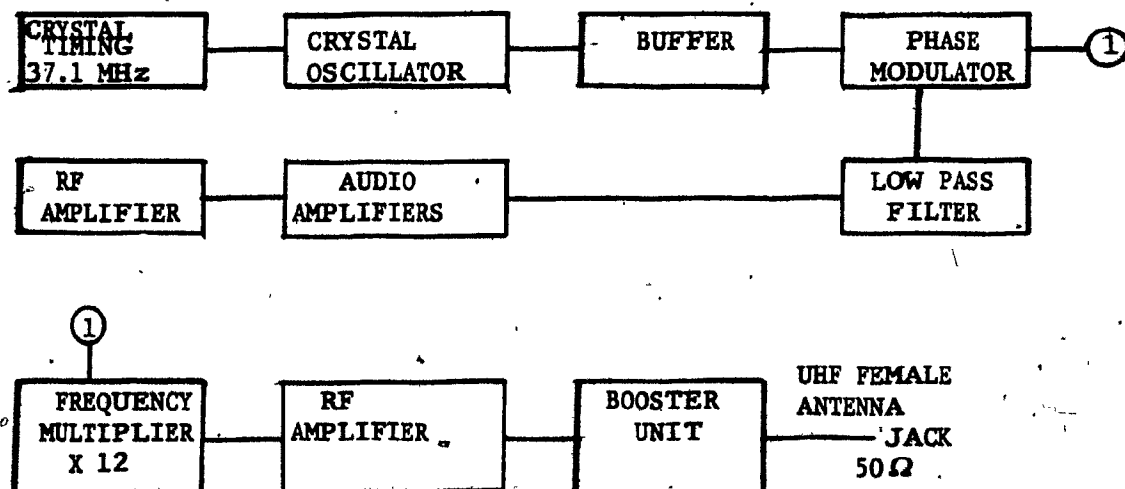 CRYSTAL
TIMING
37.1 MHz
CRYSTAL
OSCILLATOR
BUFFER
PHASE
MODULATOR
1
RF
AMPLIFIER
AUDIO
AMPLIFIERS
LOW PASS
FILTER
1
FREQUENCY
MULTIPLIER
X 12
RF
AMPLIFIER
BOOSTER
UNIT
UHF FEMALE
ANTENNA
JACK
50Ω